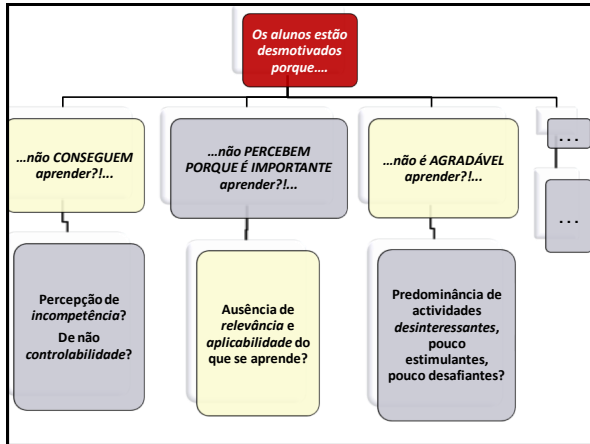 Os alunos estão
desmotivados
porque....
...não CONSEGUEM
aprender?!...
...não PERCEBEM
PORQUE É IMPORTANTE
aprender?!...
...não é AGRADÁVEL
aprender?!...
...
Percepção de
incompetência?
De não
controlabilidade?
Ausência de
relevância e
aplicabilidade do
que se aprende?
Predominância de
actividades
desinteressantes,
pouco
estimulantes,
pouco desafiantes?
...